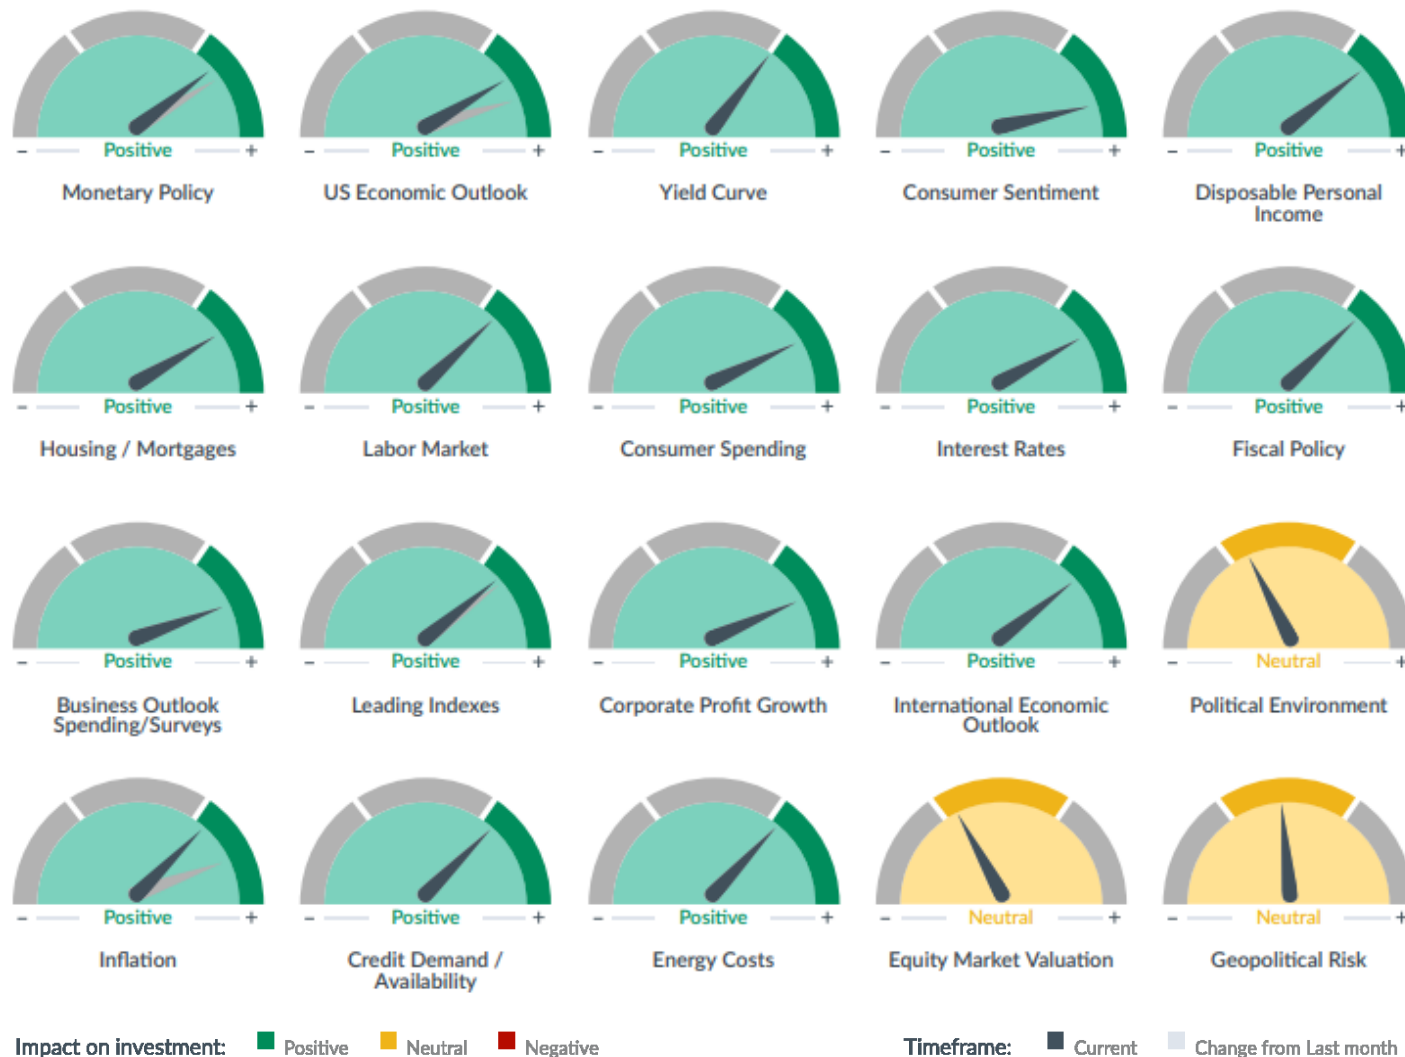 - Positive + - Positive + - Positive + - Positive + - Positive +
Monetary Policy US Economic Outlook Yield Curve Consumer Sentiment Disposable Personal
Income
- Positive + - Positive + - Positive + - Positive + - Positive +
Housing / Mortgages Labor Market Consumer Spending Interest Rates Fiscal Policy
- Positive + - Positive + - Positive + - Positive + - Neutral +
Business Outlook Leading Indexes Corporate Profit Growth International Economic Political Environment
Spending/Surveys Outlook
- Positive + - Positive + - Positive + - Neutral + - Neutral +
Inflation Credit Demand / Energy Costs Equity Market Valuation Geopolitical Risk
Availability
Impact on investment: Positive Neutral Negative Timeframe: Current Change from Last month